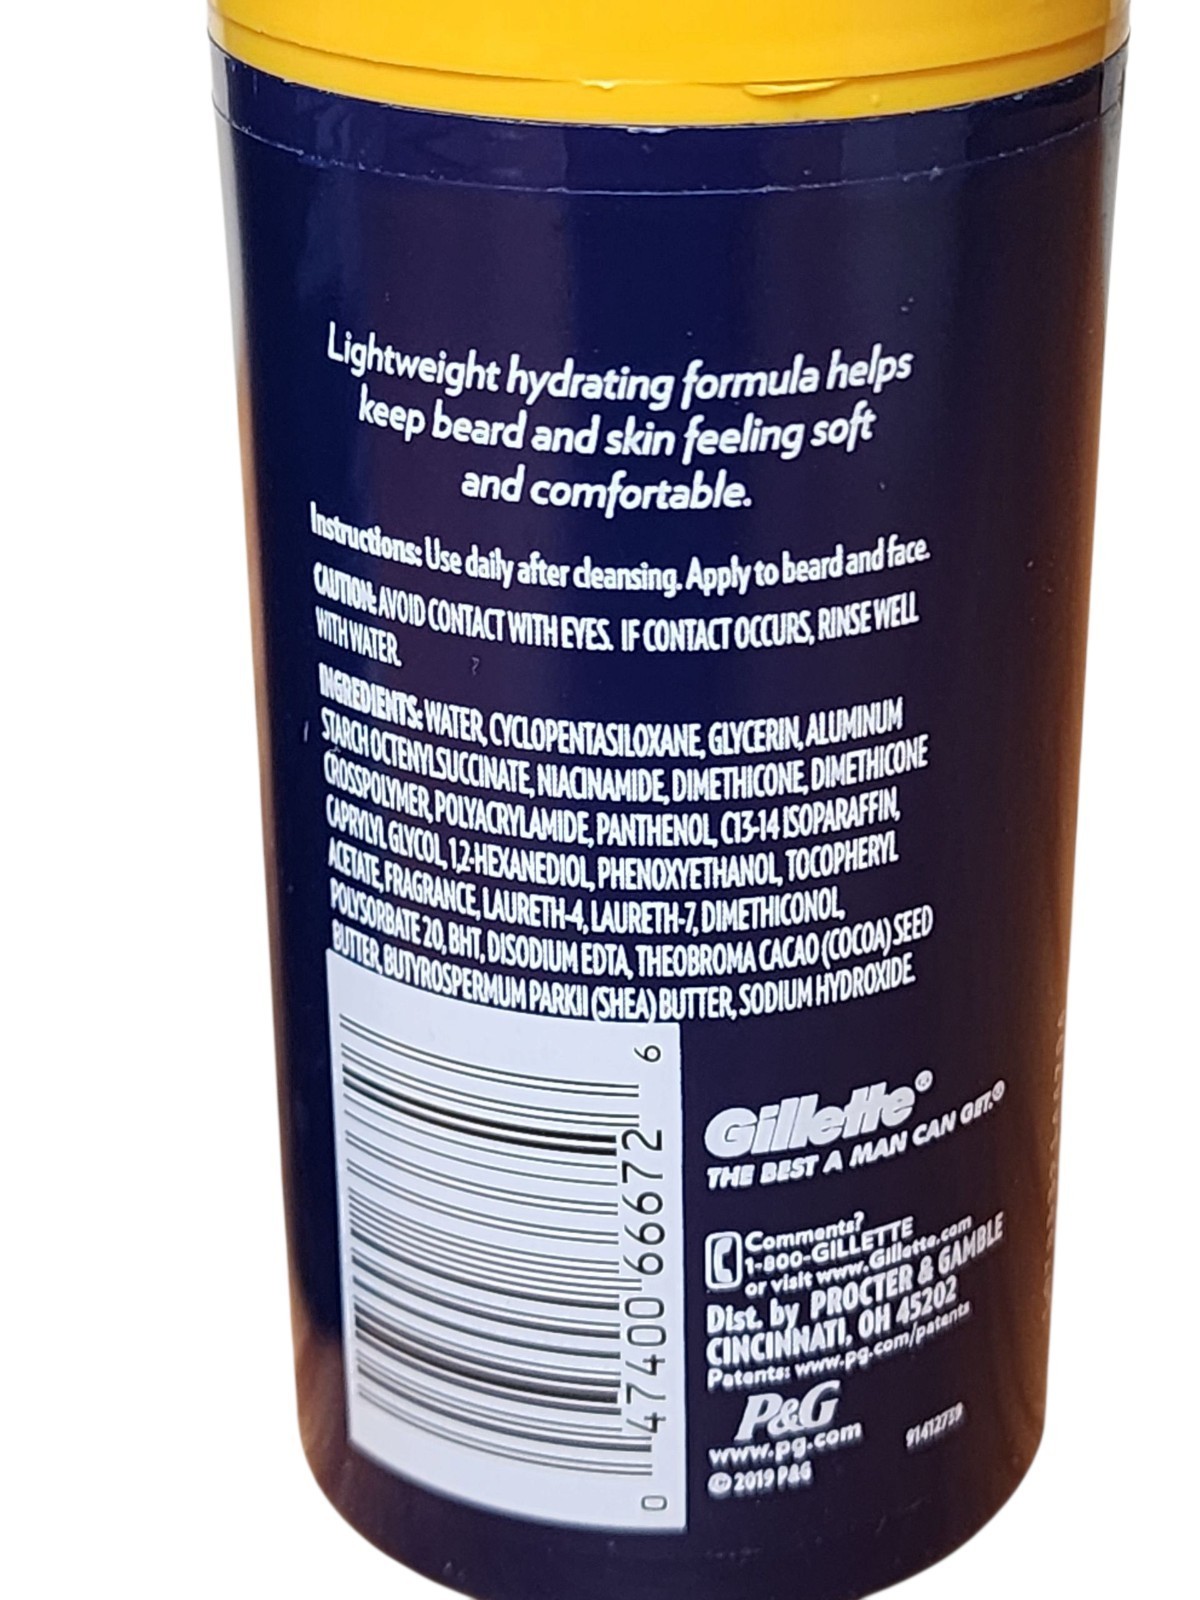 Lightweight hydrating formula helps
keep beard and skin feeling soft
and comfortable.
Instructions: Use daily after cleansing. Apply to beard and face.
CAUTION: AVOID CONTACT WITH EYES. IF CONTACT OCCURS, RINSE WELL
WITH WATER.
INGREDIENTS: WATER, CYCLOPENTASILOXANE, GLYCERIN, ALUMINUM
STARCH OCTENYLSUCCINATE, NIACINAMIDE, DIMETHICONE, DIMETHICONE
CROSSPOLYMER, POLYACRYLAMIDE, PANTHENOL, C13-14 ISOPARAFFIN,
CAPRYLYL GLYCOL, 1,2-HEXANEDIOL, PHENOXYETHANOL, TOCOPHERYL
ACETATE, FRAGRANCE, LAURETH-4, LAURETH-7, DIMETHICONOL,
POLYSORBATE 20, BHT, DISODIUM EDTA, THEOBROMA CACAO (COCOA) SEED
BUTTER, BUTYROSPERMUM PARKII (SHEA) BUTTER, SODIUM HYDROXIDE.
0 47400 66672 6
Gillette®
THE BEST A MAN CAN GET.®
Comments?
1-800-GILLETTE
or visit www.Gillette.com
Dist. by PROCTER & GAMBLE
CINCINNATI, OH 45202
Patents: www.pg.com/patents
P&G
www.pg.com
91412739
© 2019 P&G